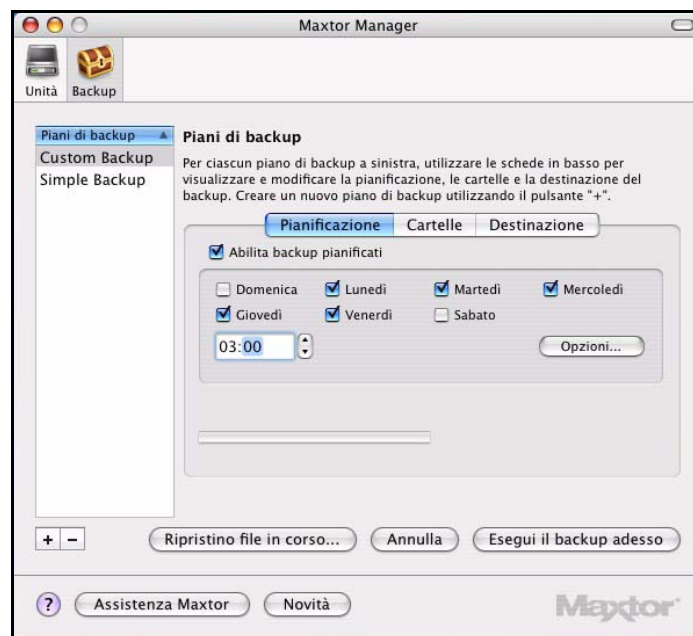 Maxtor Manager
Unità Backup
Piani di backup
Custom Backup
Simple Backup
Piani di backup
Per ciascun piano di backup a sinistra, utilizzare le schede in basso per
visualizzare e modificare la pianificazione, le cartelle e la destinazione del
backup. Creare un nuovo piano di backup utilizzando il pulsante "+".
Pianificazione Cartelle Destinazione
Abilita backup pianificati
Domenica Lunedì Martedì Mercoledì
Giovedì Venerdì Sabato
03:00 Opzioni...
+ - Ripristino file in corso... Annulla Esegui il backup adesso
? Assistenza Maxtor Novità Maxtor